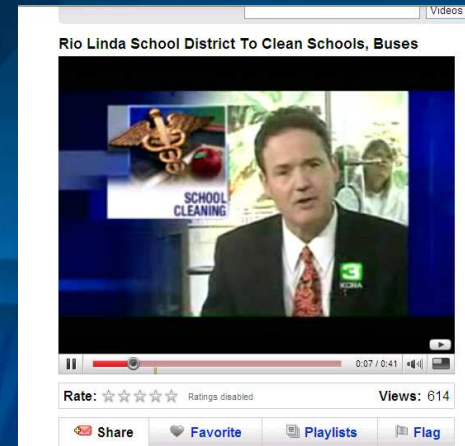 Videos
Rio Linda School District To Clean Schools, Buses
SCHOOL
CLEANING
3
KCRA
0:07 / 0:41
Rate: Ratings disabled Views: 614
Share Favorite Playlists Flag